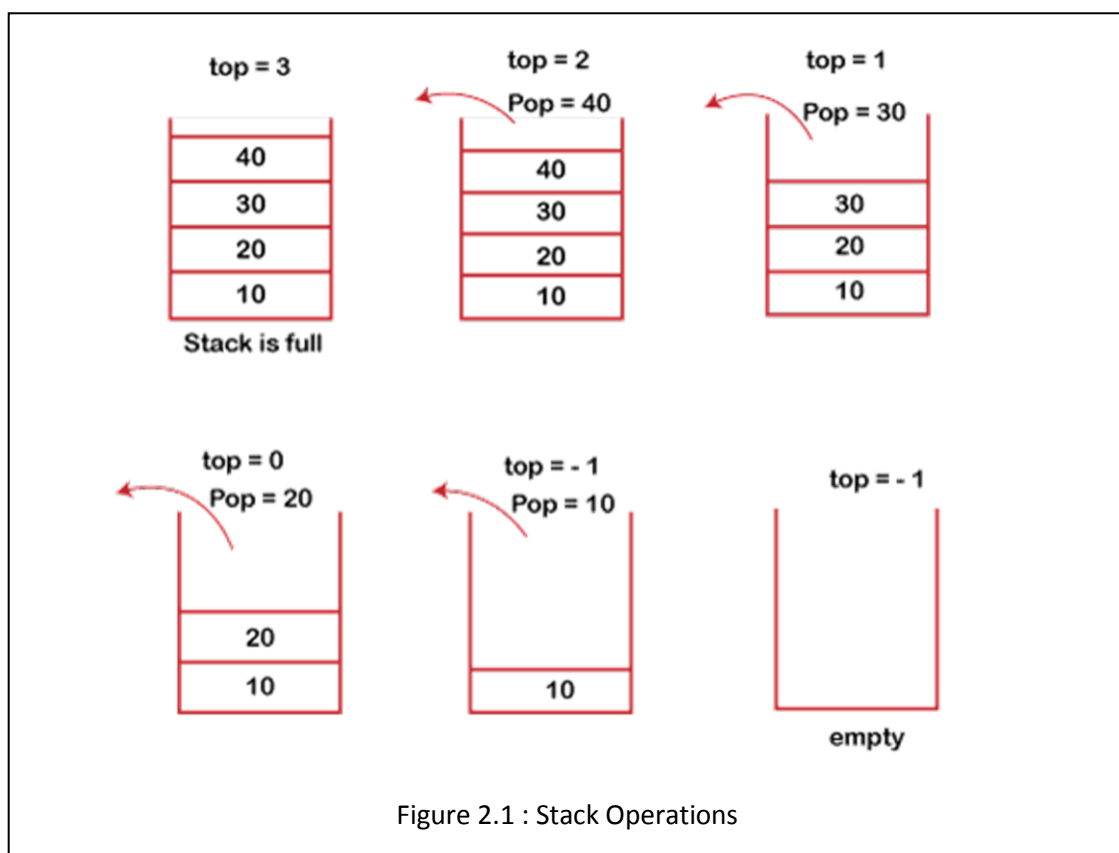 top = 3
40
30
20
10
Stack is full
top = 2
Pop = 40
40
30
20
10
top = 1
Pop = 30
30
20
10
top = 0
Pop = 20
20
10
top = - 1
Pop = 10
10
top = - 1
empty
Figure 2.1 : Stack Operations